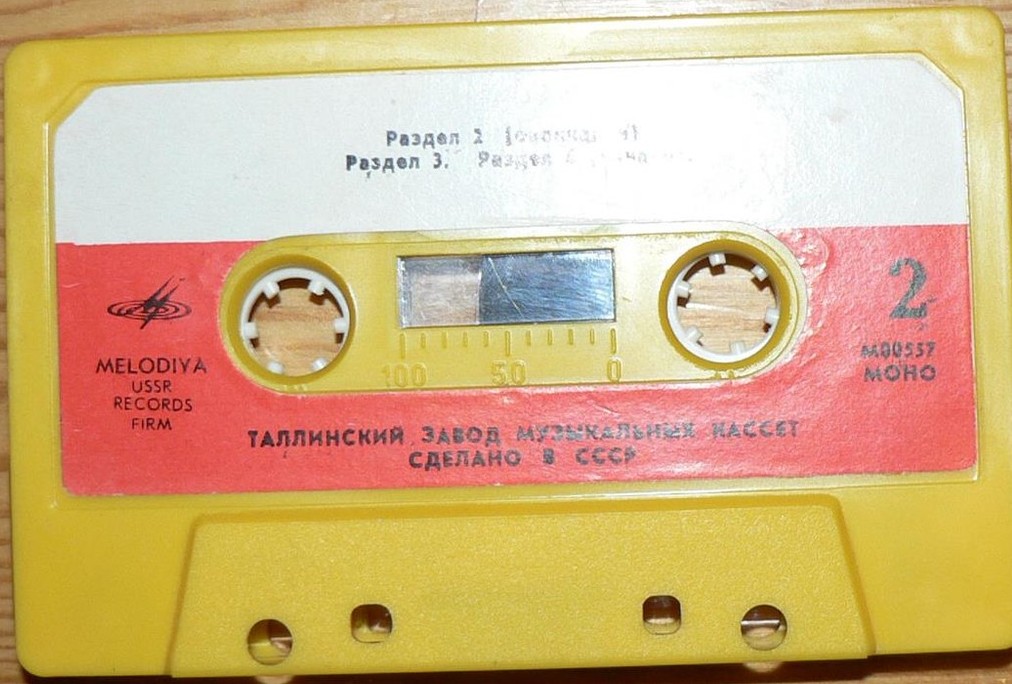 Раздел 2
Раздел 3. Раздел
2
M00557
МОНО
MELODIYA
USSR
RECORDS
FIRM
100 50 0
ТАЛЛИНСКИЙ ЗАВОД МУЗЫКАЛЬНЫХ КАССЕТ
СДЕЛАНО В СССР